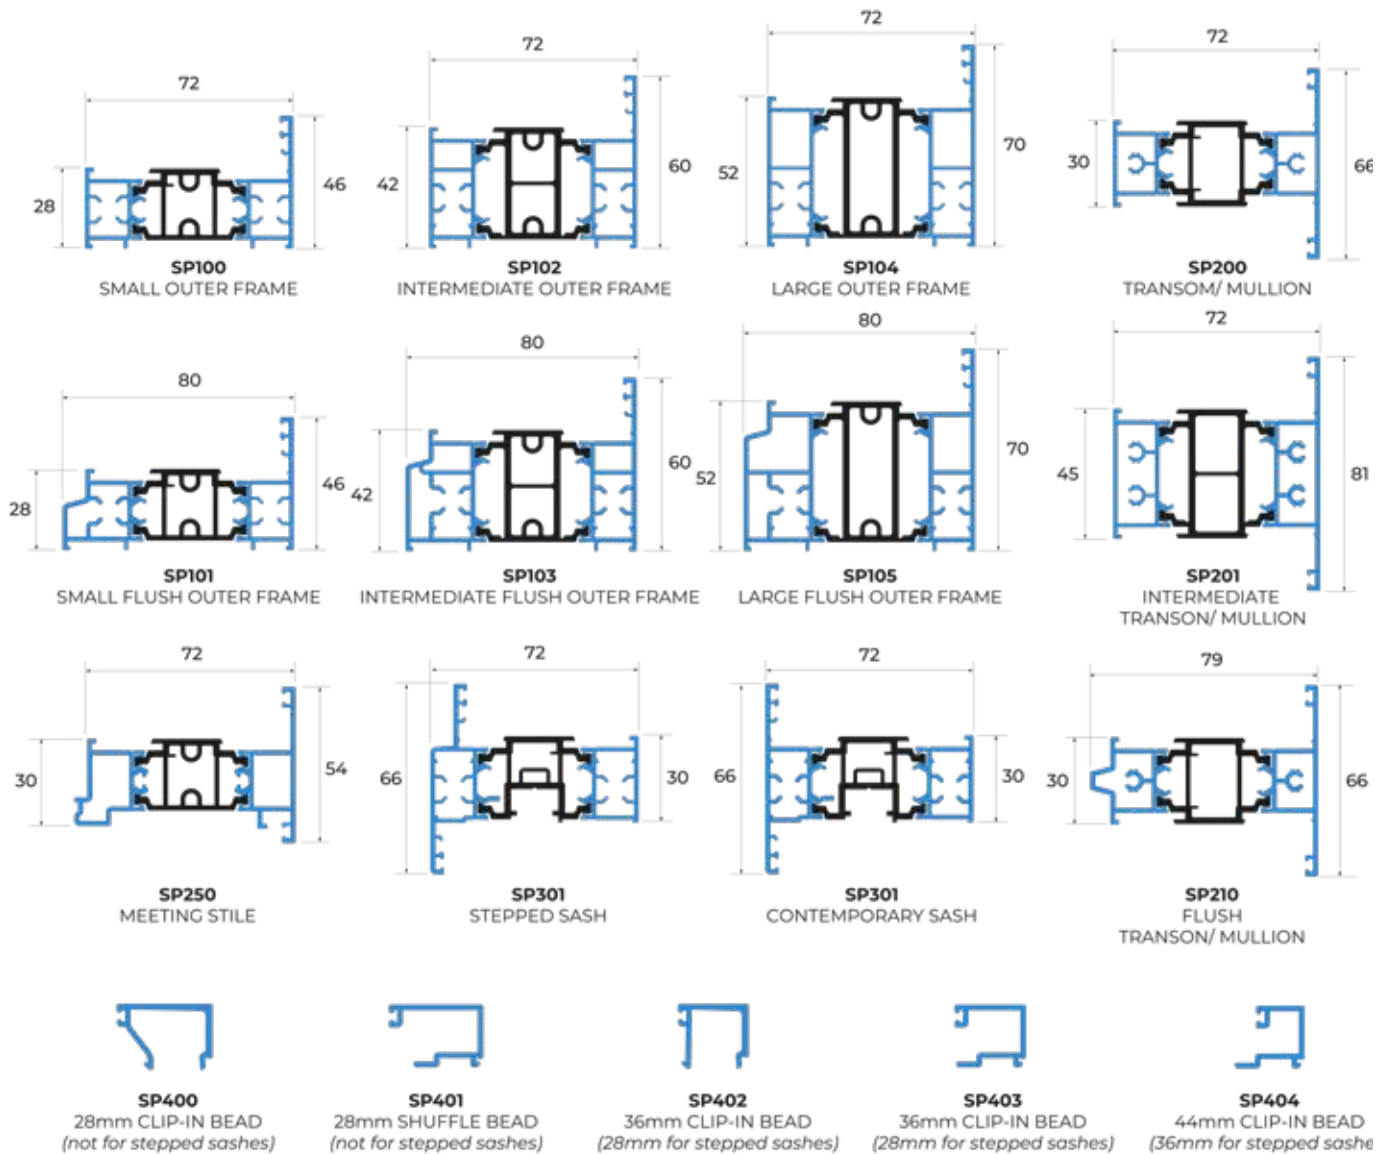 72
72
72
72
28
46
42
60
52
70
30
66
SP100
SMALL OUTER FRAME
SP102
INTERMEDIATE OUTER FRAME
SP104
LARGE OUTER FRAME
SP200
TRANSOM/ MULLION
80
80
80
72
28
46
42
60
52
70
45
81
SP101
SMALL FLUSH OUTER FRAME
SP103
INTERMEDIATE FLUSH OUTER FRAME
SP105
LARGE FLUSH OUTER FRAME
SP201
INTERMEDIATE
TRANSON/ MULLION
72
72
72
79
30
54
66
30
66
30
30
66
SP250
MEETING STILE
SP301
STEPPED SASH
SP301
CONTEMPORARY SASH
SP210
FLUSH
TRANSON/ MULLION
SP400
28mm CLIP-IN BEAD
(not for stepped sashes)
SP401
28mm SHUFFLE BEAD
(not for stepped sashes)
SP402
36mm CLIP-IN BEAD
(28mm for stepped sashes)
SP403
36mm CLIP-IN BEAD
(28mm for stepped sashes)
SP404
44mm CLIP-IN BEAD
(36mm for stepped sashe